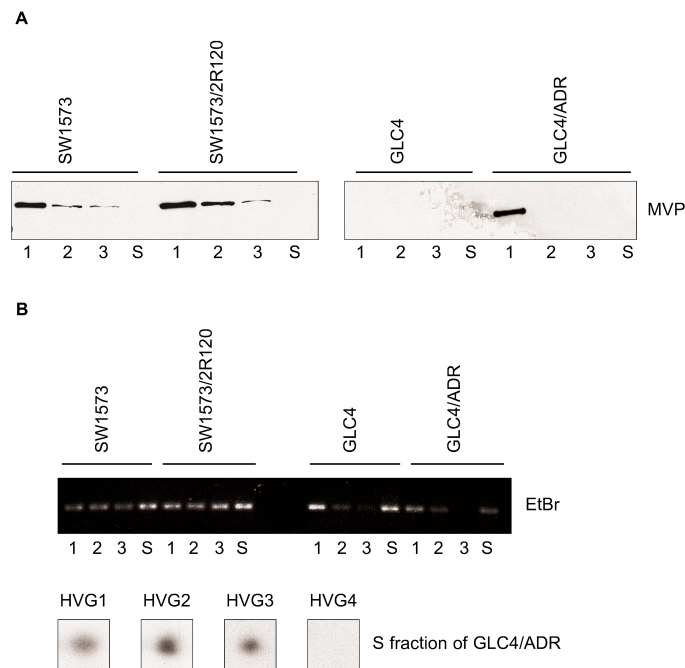 A
SW1573 SW1573/2R120 GLC4 GLC4/ADR
MVP
1 2 3 S 1 2 3 S 1 2 3 S 1 2 3 S
B
SW1573 SW1573/2R120 GLC4 GLC4/ADR
EtBr
1 2 3 S 1 2 3 S 1 2 3 S 1 2 3 S
HVG1 HVG2 HVG3 HVG4
S fraction of GLC4/ADR